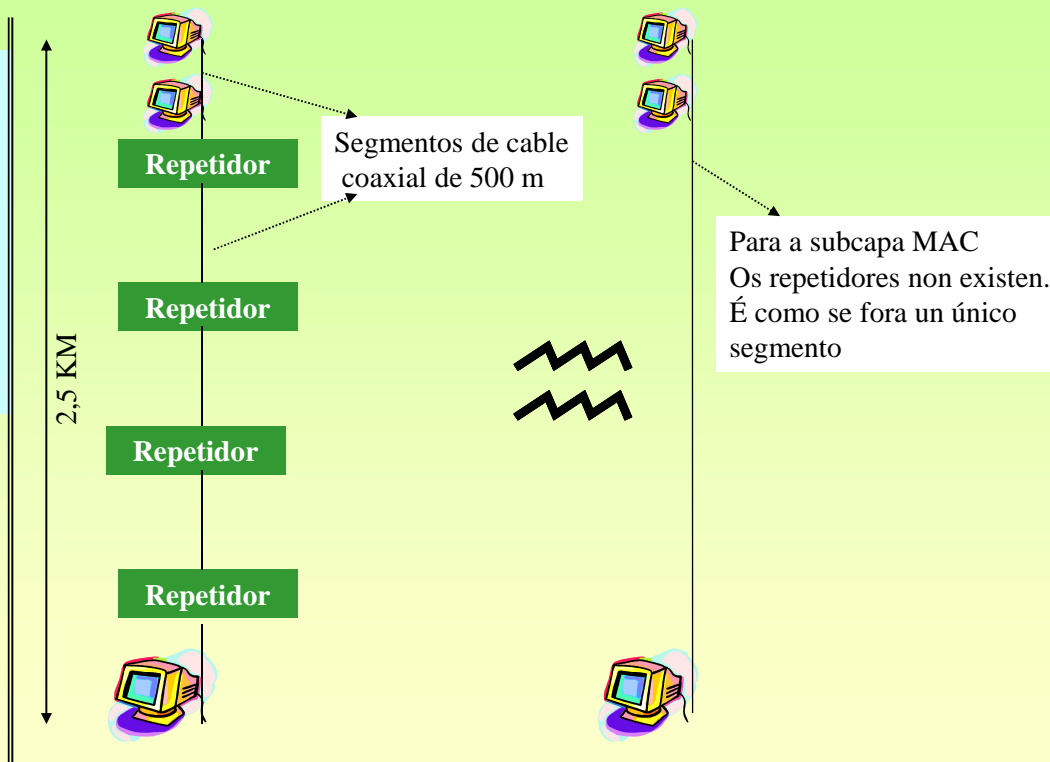 Repetidor
Segmentos de cable
coaxial de 500 m
Repetidor
Repetidor
Repetidor
2,5 KM
Para a subcapa MAC
Os repetidores non existen.
É como se fora un único
segmento